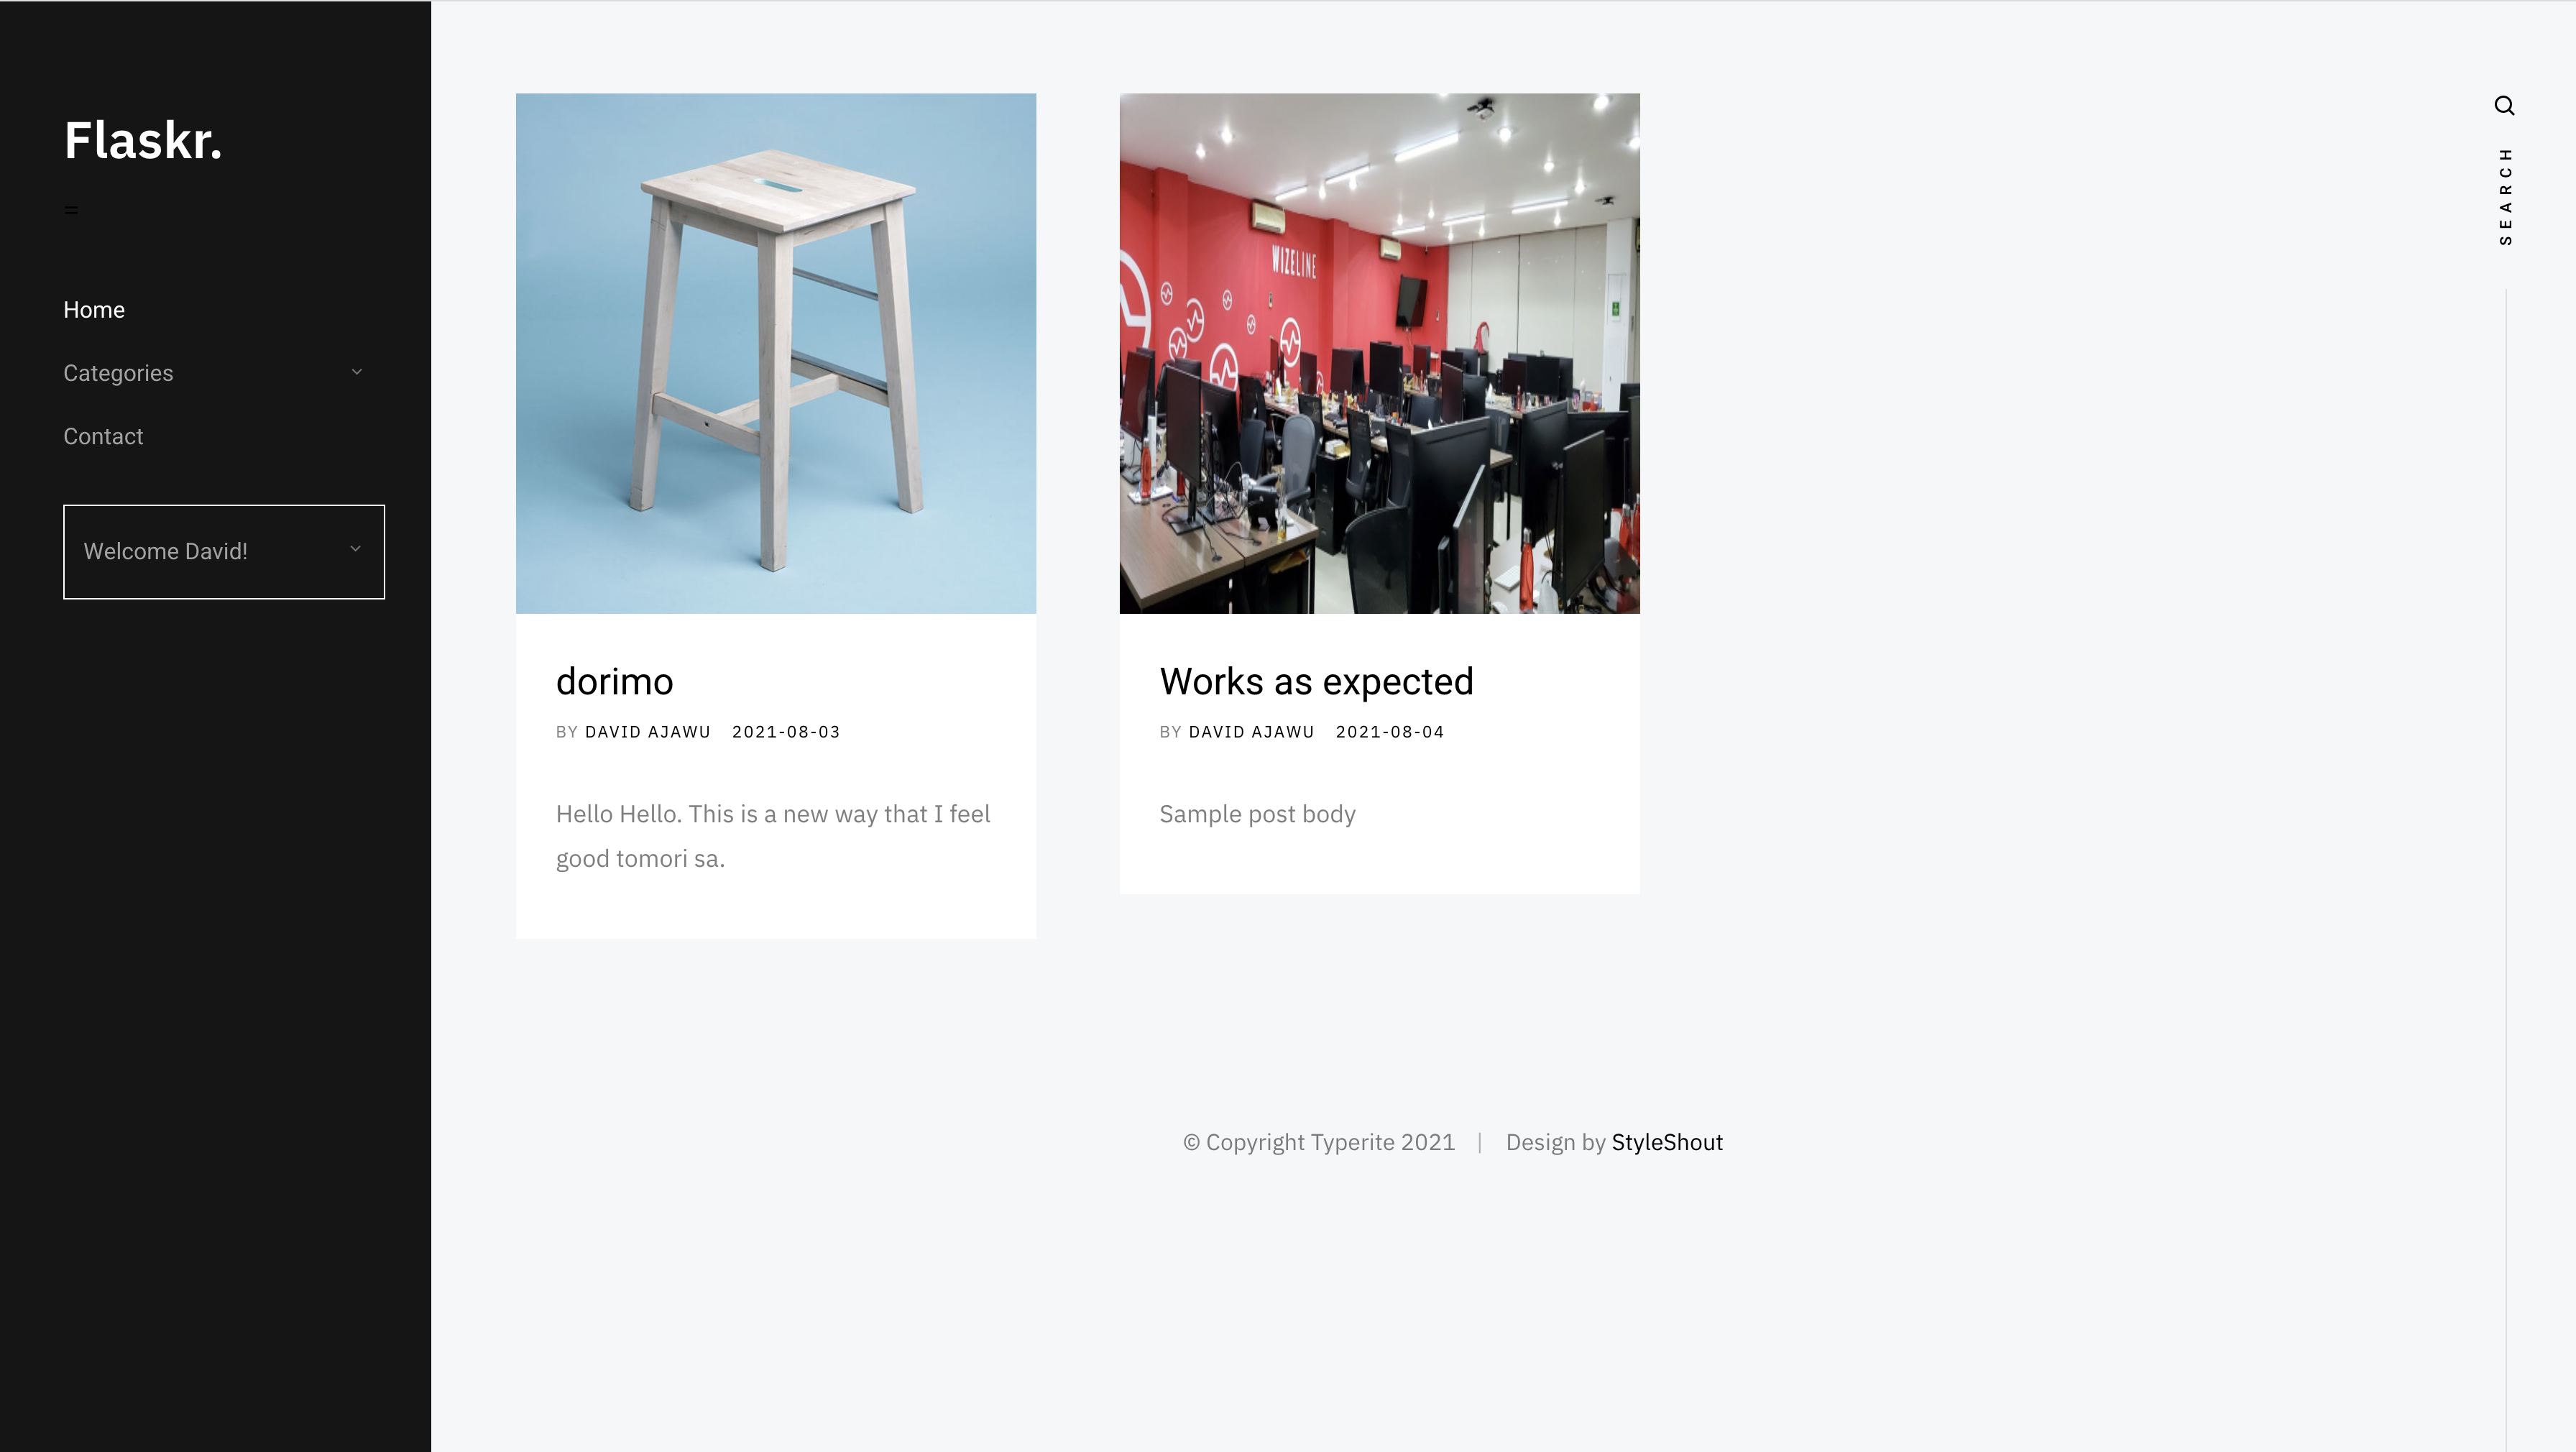 Flaskr.
=
Home
Categories
Contact
Welcome David!
WIZELINE
dorimo
BY DAVID AJAWU 2021-08-03
Hello Hello. This is a new way that I feel
good tomori sa.
Works as expected
BY DAVID AJAWU 2021-08-04
Sample post body
SEARCH
© Copyright Typerite 2021 | Design by StyleShout